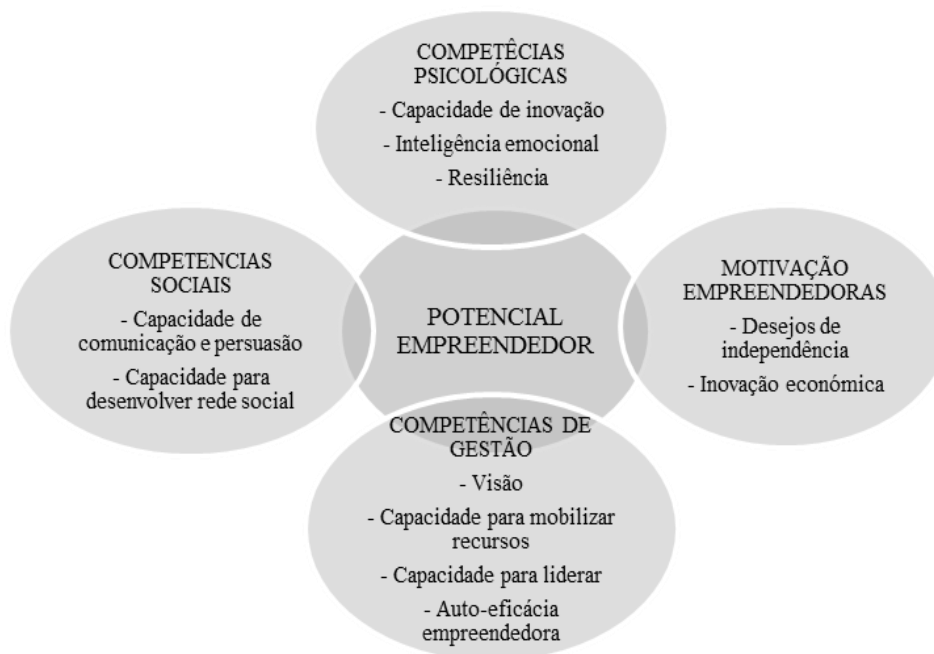 COMPETÊCIAS
PSICOLÓGICAS
- Capacidade de inovação
- Inteligência emocional
- Resiliência
COMPETENCIAS
SOCIAIS
- Capacidade de
comunicação e persuasão
- Capacidade para
desenvolver rede social
POTENCIAL
EMPREENDEDOR
MOTIVAÇÃO
EMPREENDEDORAS
- Desejos de
independência
- Inovação económica
COMPETÊNCIAS DE
GESTÃO
- Visão
- Capacidade para mobilizar
recursos
- Capacidade para liderar
- Auto-eficácia
empreendedora